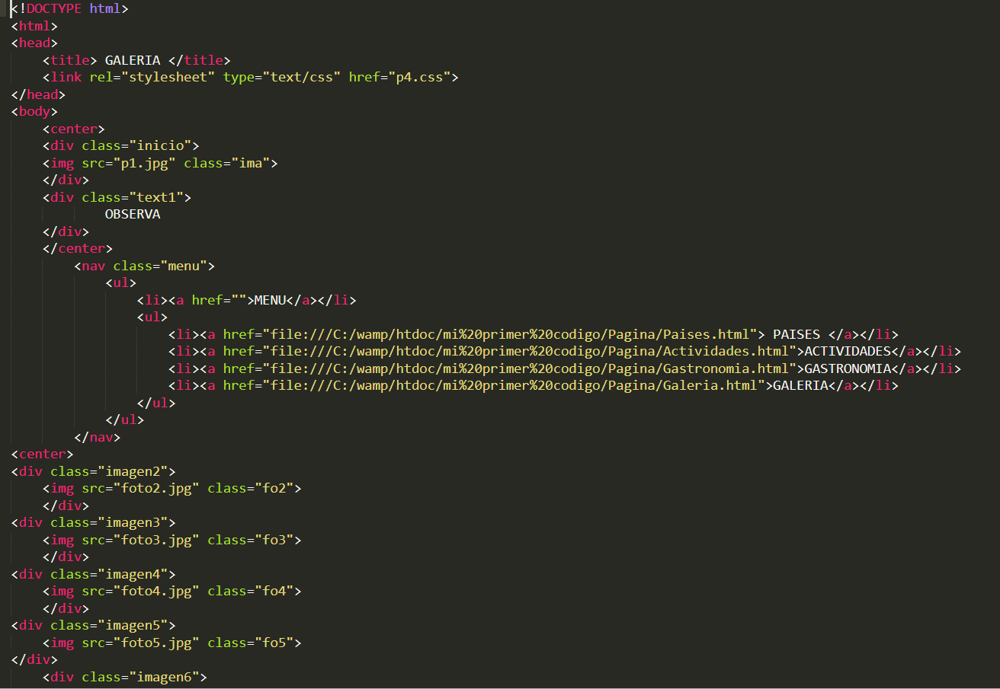 <!DOCTYPE html>
<html>
<head>
    <title> GALERIA </title>
    <link rel="stylesheet" type="text/css" href="p4.css">
</head>
<body>
    <center>
    <div class="inicio">
    <img src="p1.jpg" class="ima">
    </div>
    <div class="text1">
            OBSERVA
    </div>
    </center>
        <nav class="menu">
            <ul>
                <li><a href="">MENU</a></li>
                <ul>
                    <li><a href="file:///C:/wamp/htdoc/mi%20primer%20codigo/Pagina/Paises.html"> PAISES </a></li>
                    <li><a href="file:///C:/wamp/htdoc/mi%20primer%20codigo/Pagina/Actividades.html">ACTIVIDADES</a></li>
                    <li><a href="file:///C:/wamp/htdoc/mi%20primer%20codigo/Pagina/Gastronomia.html">GASTRONOMIA</a></li>
                    <li><a href="file:///C:/wamp/htdoc/mi%20primer%20codigo/Pagina/Galeria.html">GALERIA</a></li>
                </ul>
            </ul>
        </nav>
<center>
<div class="imagen2">
    <img src="foto2.jpg" class="fo2">
    </div>
<div class="imagen3">
    <img src="foto3.jpg" class="fo3">
    </div>
<div class="imagen4">
    <img src="foto4.jpg" class="fo4">
    </div>
<div class="imagen5">
    <img src="foto5.jpg" class="fo5">
</div>
    <div class="imagen6">